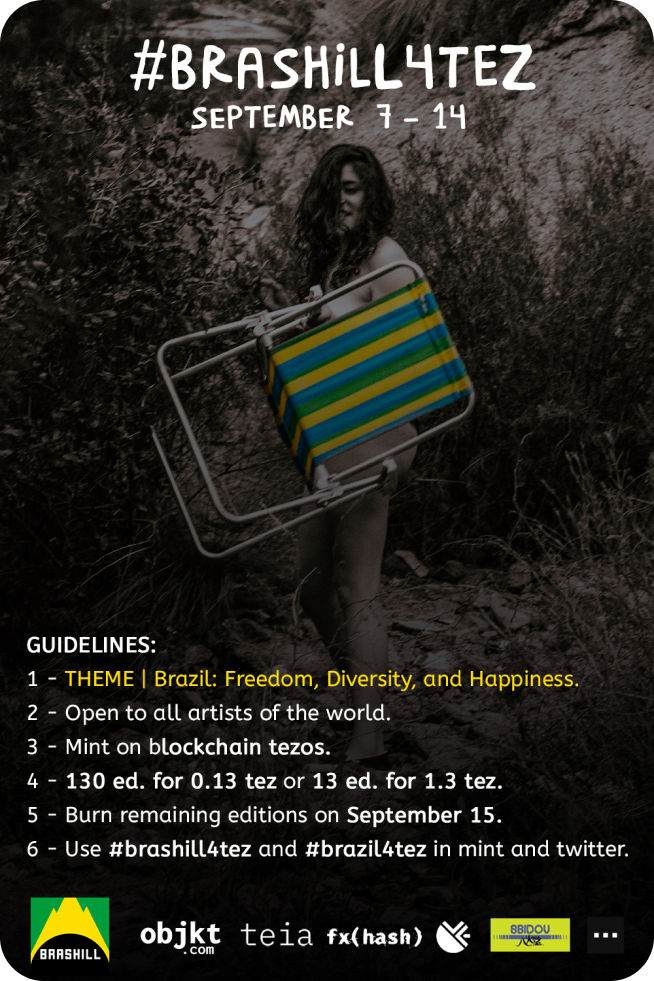 #BRASHiLL4TEZ
SEPTEMBER 7 - 14
GUIDELINES:
1 - THEME | Brazil: Freedom, Diversity, and Happiness.
2 - Open to all artists of the world.
3 - Mint on blockchain tezos.
4 - 130 ed. for 0.13 tez or 13 ed. for 1.3 tez.
5 - Burn remaining editions on September 15.
6 - Use #brashill4tez and #brazil4tez in mint and twitter.
BRASHILL
objkt
.com
teia
fx(hash)
8BIDOU
...